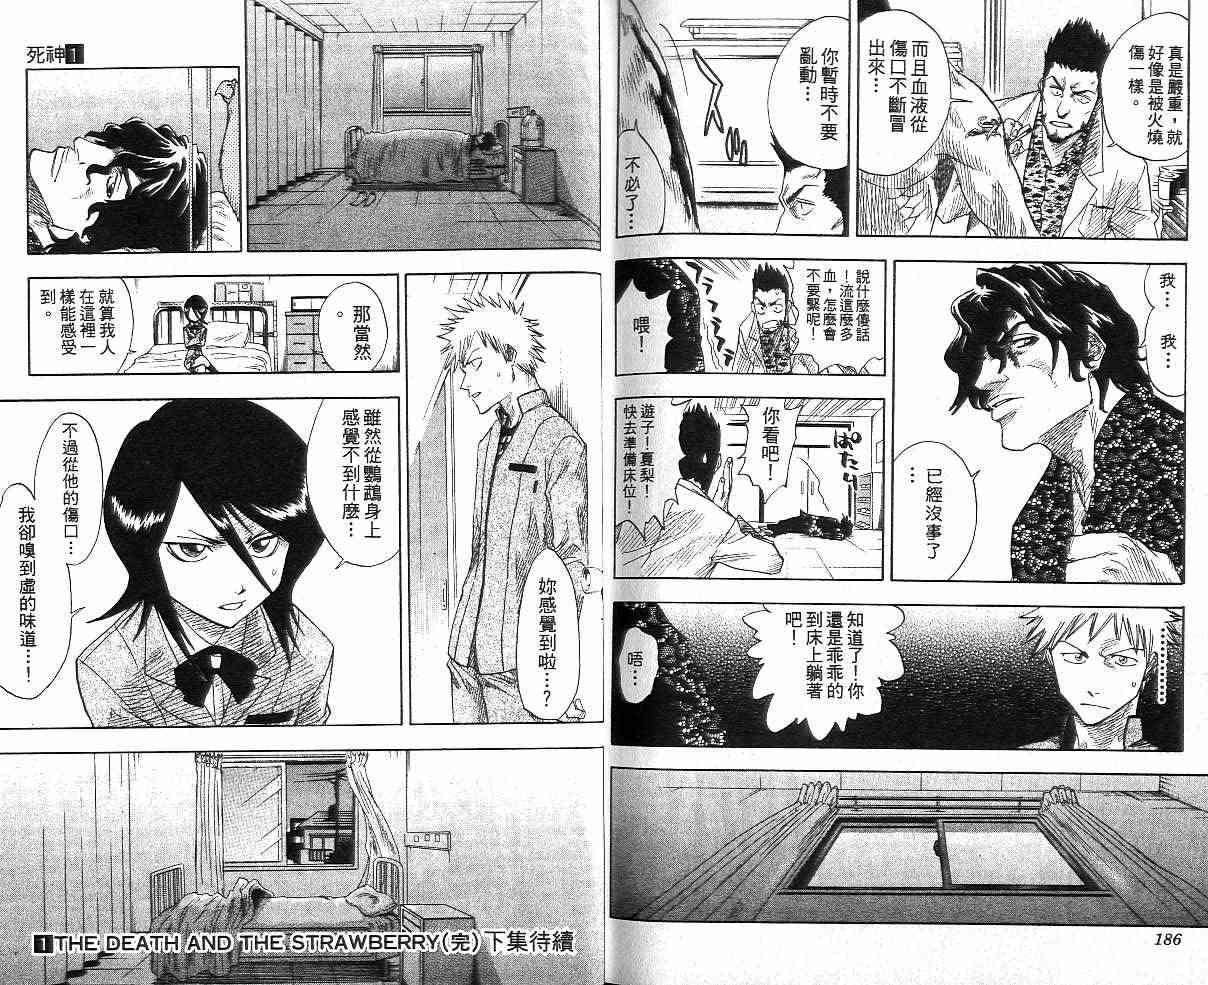 真是嚴重，就
好像是被火燒
傷一樣。
而且血液從
傷口不斷冒
出來…
你暫時不要
亂動…
不必了…
我… 我…
已經沒事了
…
說什麼傻話
！流這麼多
血，怎麼會
不要緊呢！
喂！
你看吧！
ぱたり
遊子！夏梨！
快去準備床位！
知道了！你
還是乖乖的
到床上躺著
吧！
唔…
186
死神1
妳感覺到啦…？
那當然
。
就算我人
在這裡一
樣能感受
到。
雖然從鸚鵡身上
感覺不到什麼…
不過從他的傷口…
我卻嗅到虛的味道…！
1 THE DEATH AND THE STRAWBERRY(完)下集待續